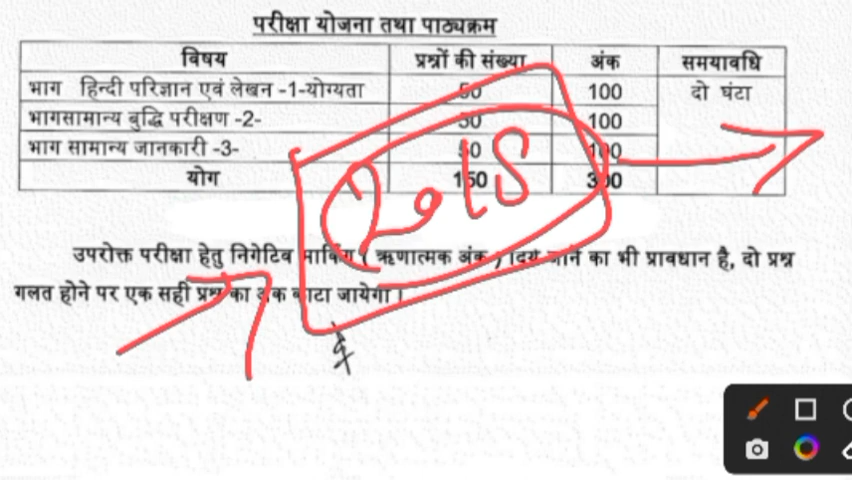 परीक्षा योजना तथा पाठ्यक्रम
विषय प्रश्नों की संख्या अंक समयावधि
भाग हिन्दी परिज्ञान एवं लेखन -1-योग्यता 50 100 दो घंटा
भागसामान्य बुद्धि परीक्षण -2- 50 100
भाग सामान्य जानकारी -3- 50 100
योग 150 300
2018
उपरोक्त परीक्षा हेतु निगेटिव मार्किंग ( ऋणात्मक अंक ) दिये जाने का भी प्रावधान है, दो प्रश्न
गलत होने पर एक सही प्रश्न का अंक काटा जायेगा।